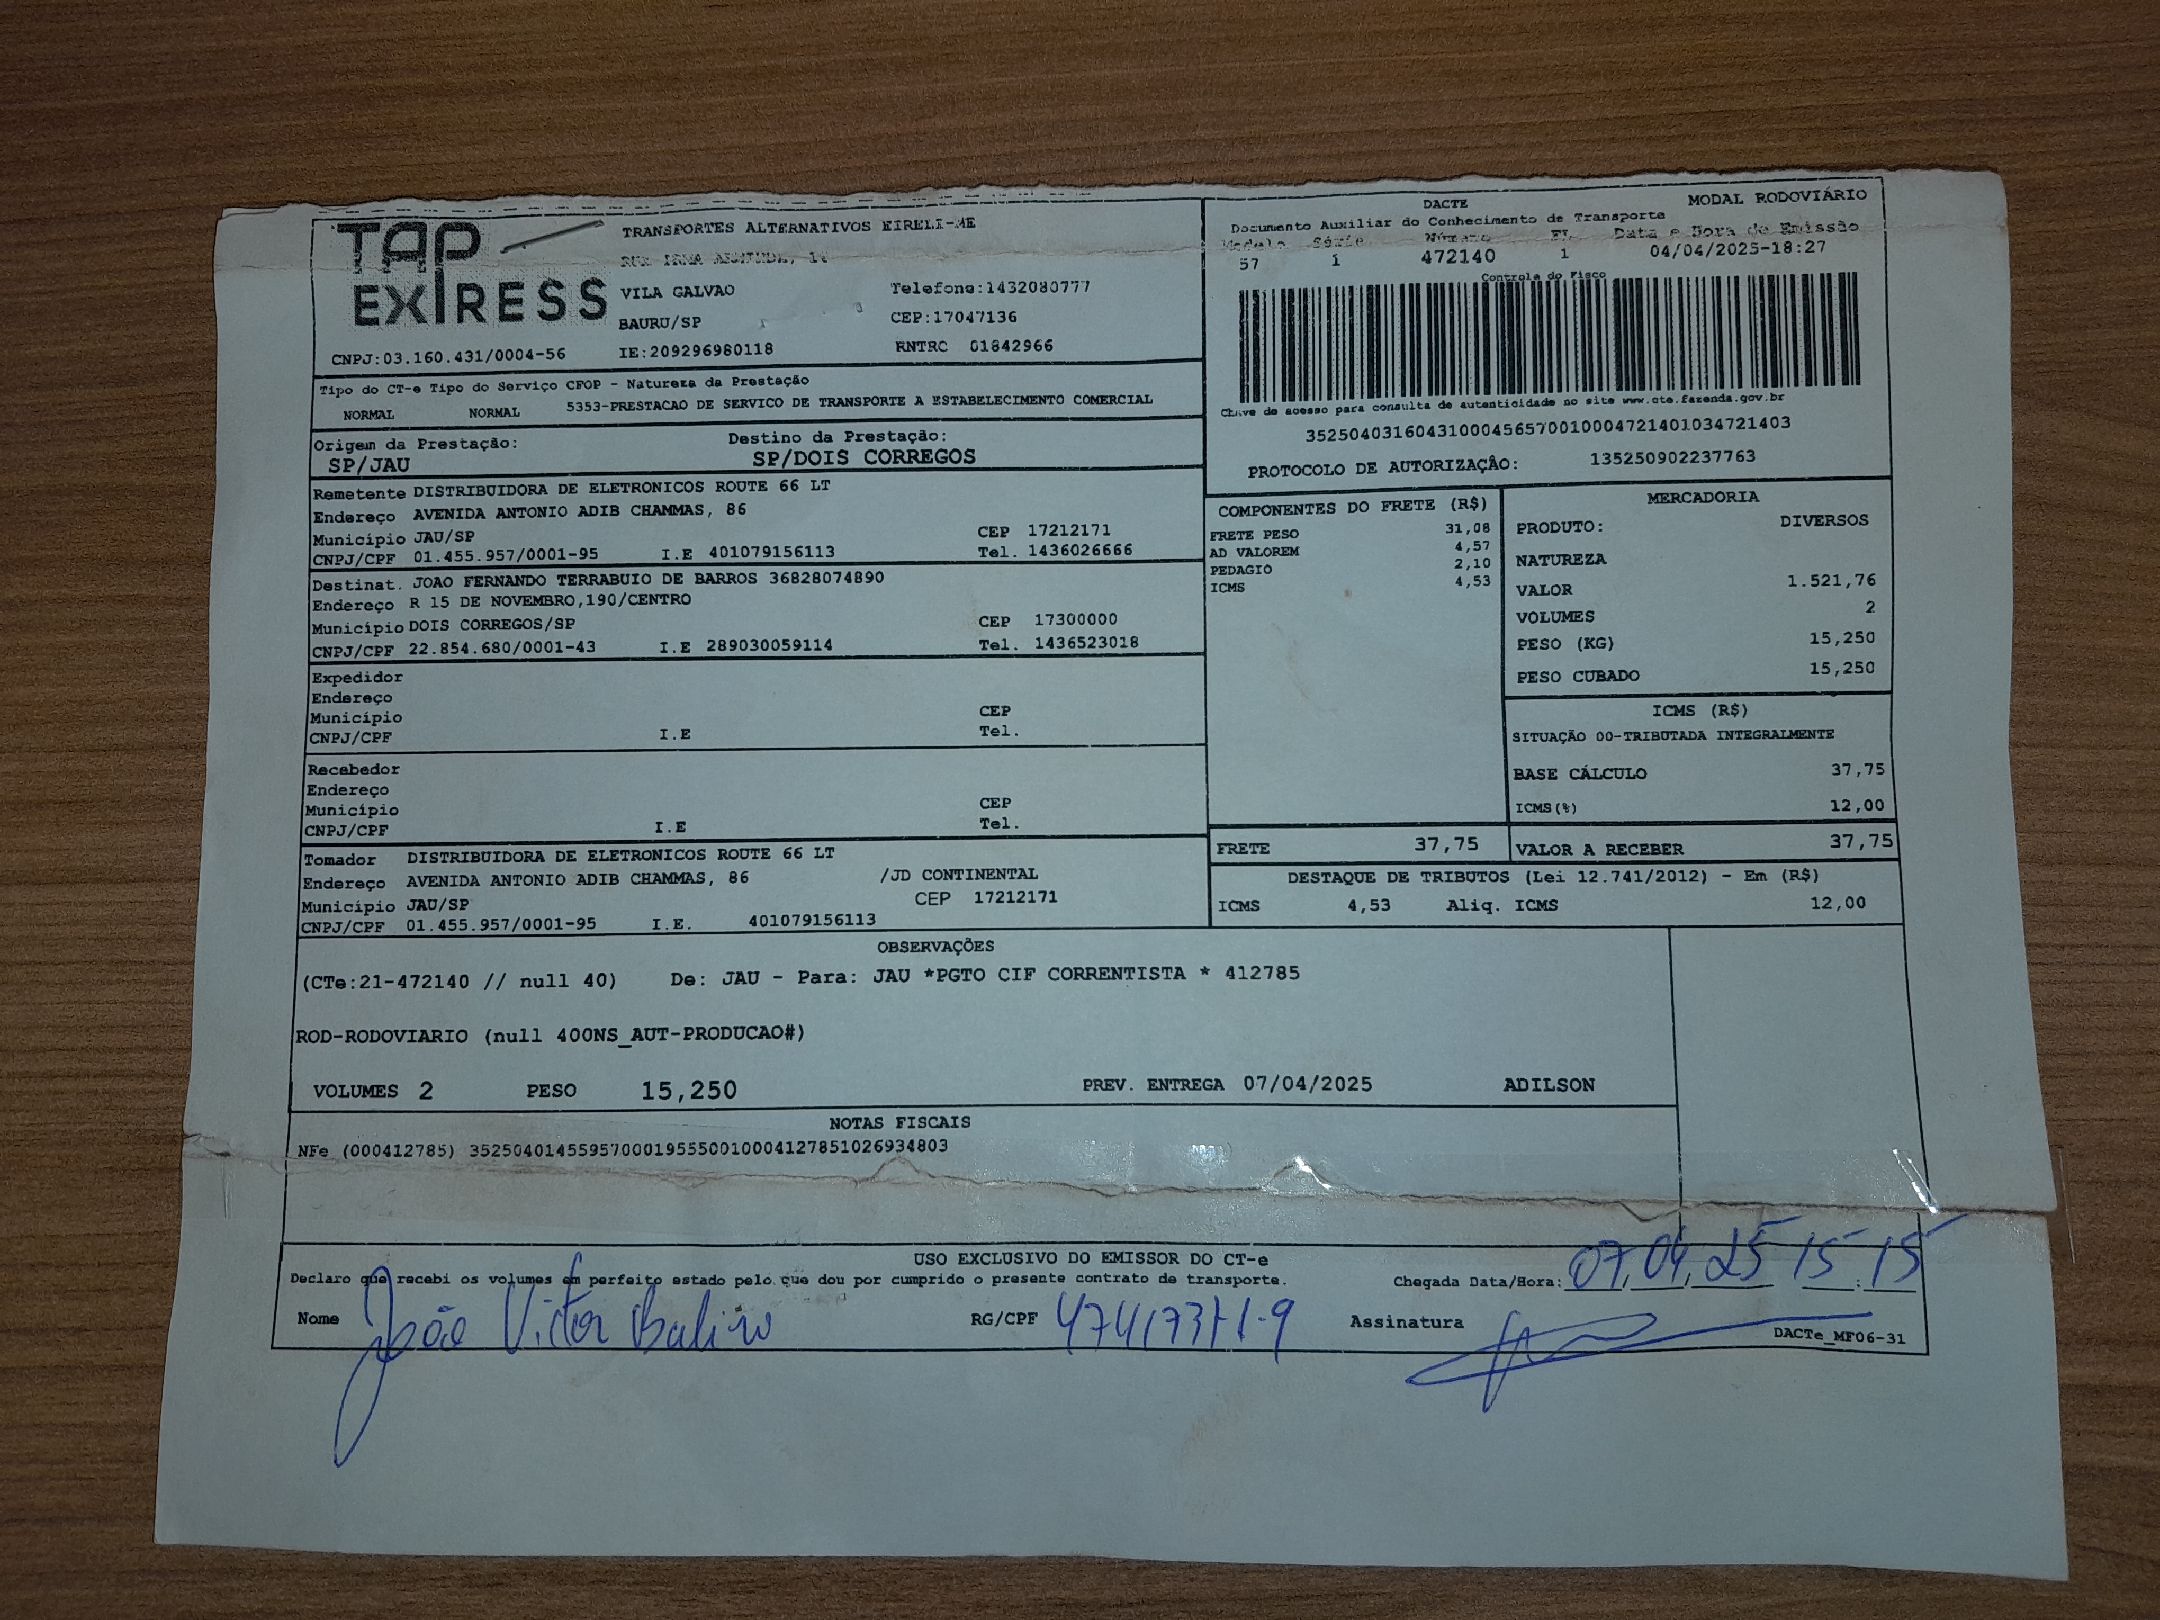 TAP
EXPRESS
TRANSPORTES ALTERNATIVOS EIRELI-ME
VILA GALVAO Telefone:1432080777
BAURU/SP CEP:17047136
CNPJ:03.160.431/0004-56 IE:209296980118 RNTRC 01842966
DACTE MODAL RODOVIÁRIO
Documento Auxiliar do Conhecimento de Transporte
Modelo Série Número FL Data e Hora de Emissão
57 1 472140 1 04/04/2025-18:27
Controle do Fisco
Chave de acesso para consulta de autenticidade no site www.cte.fazenda.gov.br
35250403160431000456570010004721401034721403
PROTOCOLO DE AUTORIZAÇÃO: 135250902237763
Tipo do CT-e Tipo do Serviço CFOP - Natureza da Prestação
NORMAL NORMAL 5353-PRESTACAO DE SERVICO DE TRANSPORTE A ESTABELECIMENTO COMERCIAL
Origem da Prestação: Destino da Prestação:
SP/JAU SP/DOIS CORREGOS
Remetente DISTRIBUIDORA DE ELETRONICOS ROUTE 66 LT
Endereço AVENIDA ANTONIO ADIB CHAMMAS, 86
Município JAU/SP CEP 17212171
CNPJ/CPF 01.455.957/0001-95 I.E 401079156113 Tel. 1436026666
Destinat. JOAO FERNANDO TERRABUIO DE BARROS 36828074890
Endereço R 15 DE NOVEMBRO,190/CENTRO
Município DOIS CORREGOS/SP CEP 17300000
CNPJ/CPF 22.854.680/0001-43 I.E 289030059114 Tel. 1436523018
Expedidor
Endereço
Município CEP
CNPJ/CPF I.E Tel.
Recebedor
Endereço
Município CEP
CNPJ/CPF I.E Tel.
Tomador DISTRIBUIDORA DE ELETRONICOS ROUTE 66 LT
Endereço AVENIDA ANTONIO ADIB CHAMMAS, 86 /JD CONTINENTAL
Município JAU/SP CEP 17212171
CNPJ/CPF 01.455.957/0001-95 I.E. 401079156113
COMPONENTES DO FRETE (R$)
FRETE PESO 31,08
AD VALOREM 4,57
PEDAGIO 2,10
ICMS 4,53
FRETE 37,75
MERCADORIA
PRODUTO: DIVERSOS
NATUREZA
VALOR 1.521,76
VOLUMES 2
PESO (KG) 15,250
PESO CUBADO 15,250
ICMS (R$)
SITUAÇÃO 00-TRIBUTADA INTEGRALMENTE
BASE CÁLCULO 37,75
ICMS(%) 12,00
VALOR A RECEBER 37,75
DESTAQUE DE TRIBUTOS (Lei 12.741/2012) - Em (R$)
ICMS 4,53 Aliq. ICMS 12,00
OBSERVAÇÕES
(CTe:21-472140 // null 40) De: JAU - Para: JAU *PGTO CIF CORRENTISTA * 412785
ROD-RODOVIARIO (null 400NS_AUT-PRODUCAO#)
VOLUMES 2 PESO 15,250 PREV. ENTREGA 07/04/2025 ADILSON
NOTAS FISCAIS
NFe (000412785) 35250401455957000195550010004127851026934803
USO EXCLUSIVO DO EMISSOR DO CT-e
Declaro que recebi os volumes em perfeito estado pelo que dou por cumprido o presente contrato de transporte. Chegada Data/Hora: 07.04.25 15:15
Nome João Victor RG/CPF Assinatura
DACTe_MF06-31